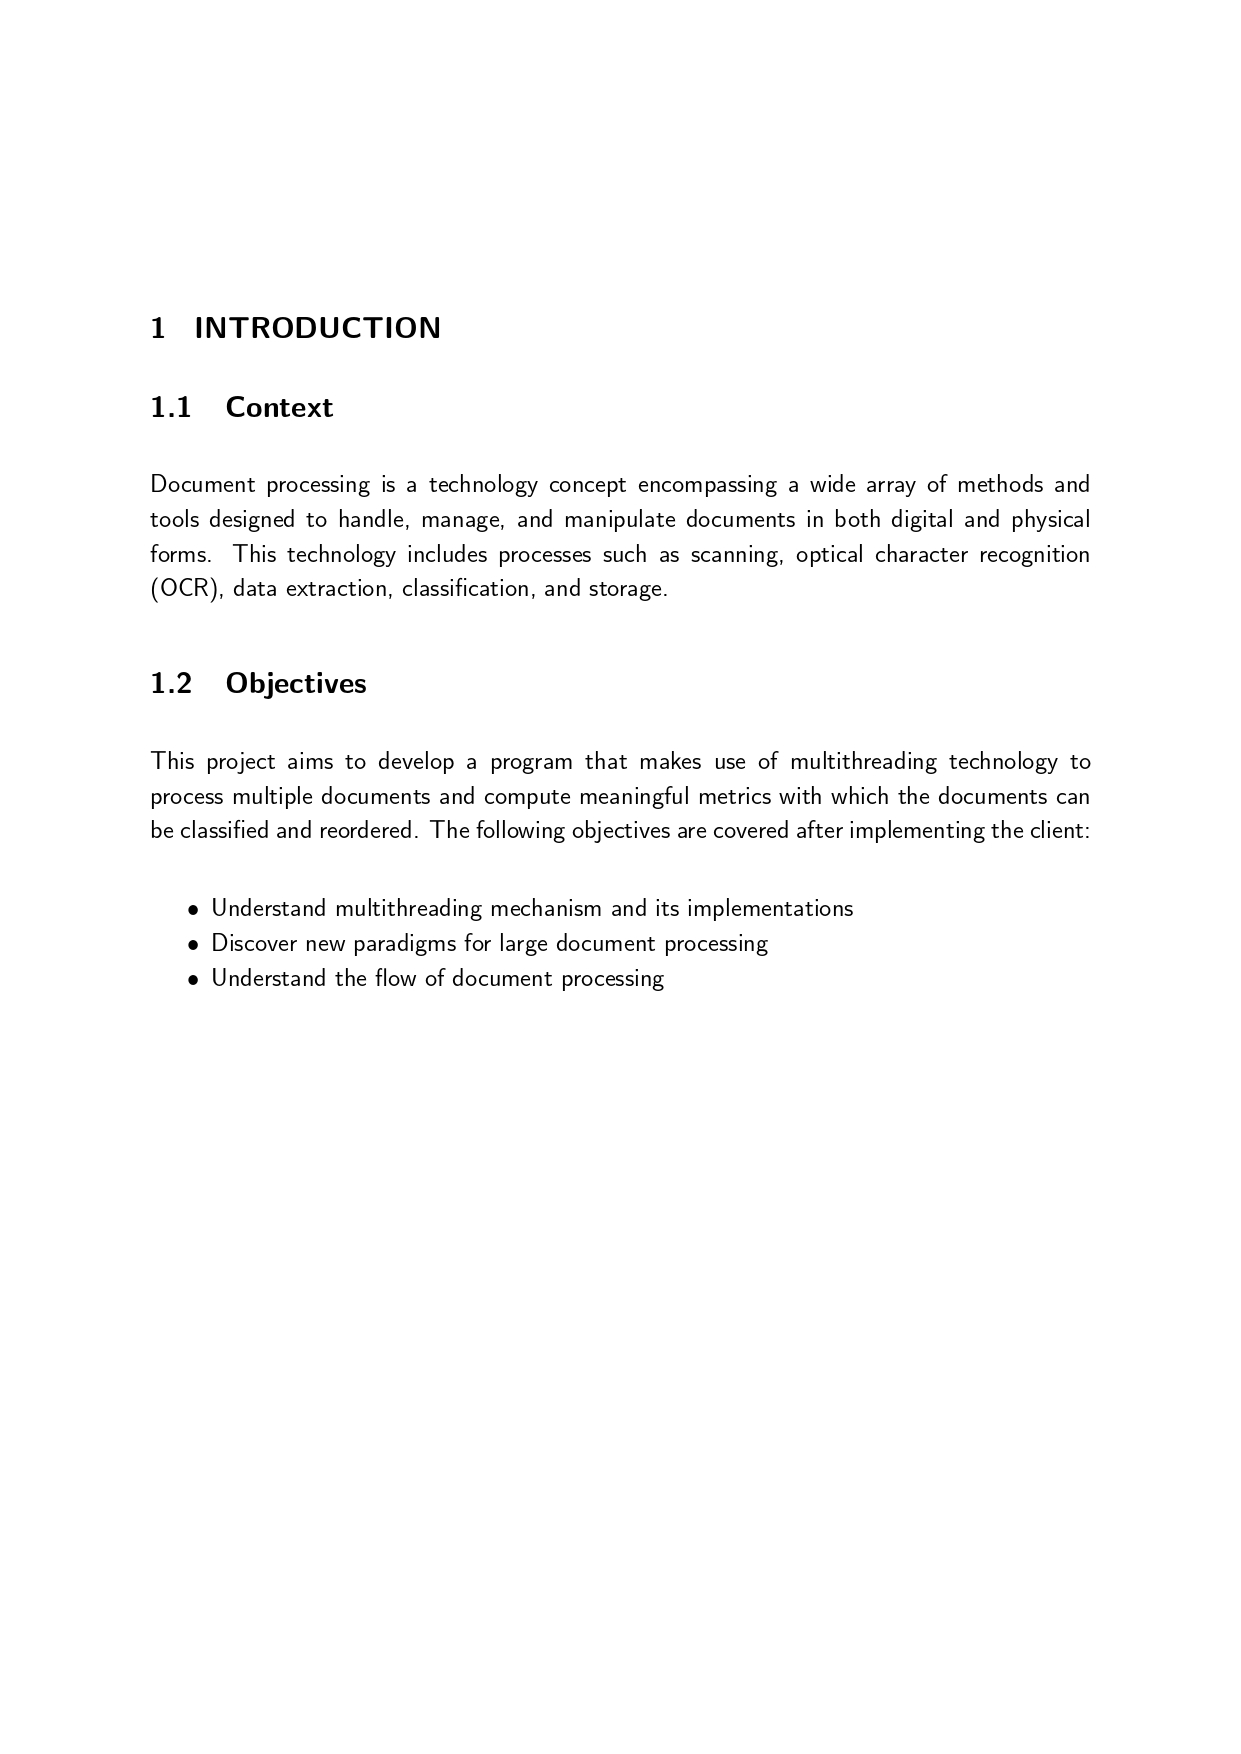 1 INTRODUCTION
1.1 Context
Document processing is a technology concept encompassing a wide array of methods and
tools designed to handle, manage, and manipulate documents in both digital and physical
forms. This technology includes processes such as scanning, optical character recognition
(OCR), data extraction, classification, and storage.
1.2 Objectives
This project aims to develop a program that makes use of multithreading technology to
process multiple documents and compute meaningful metrics with which the documents can
be classified and reordered. The following objectives are covered after implementing the client:
• Understand multithreading mechanism and its implementations
• Discover new paradigms for large document processing
• Understand the flow of document processing